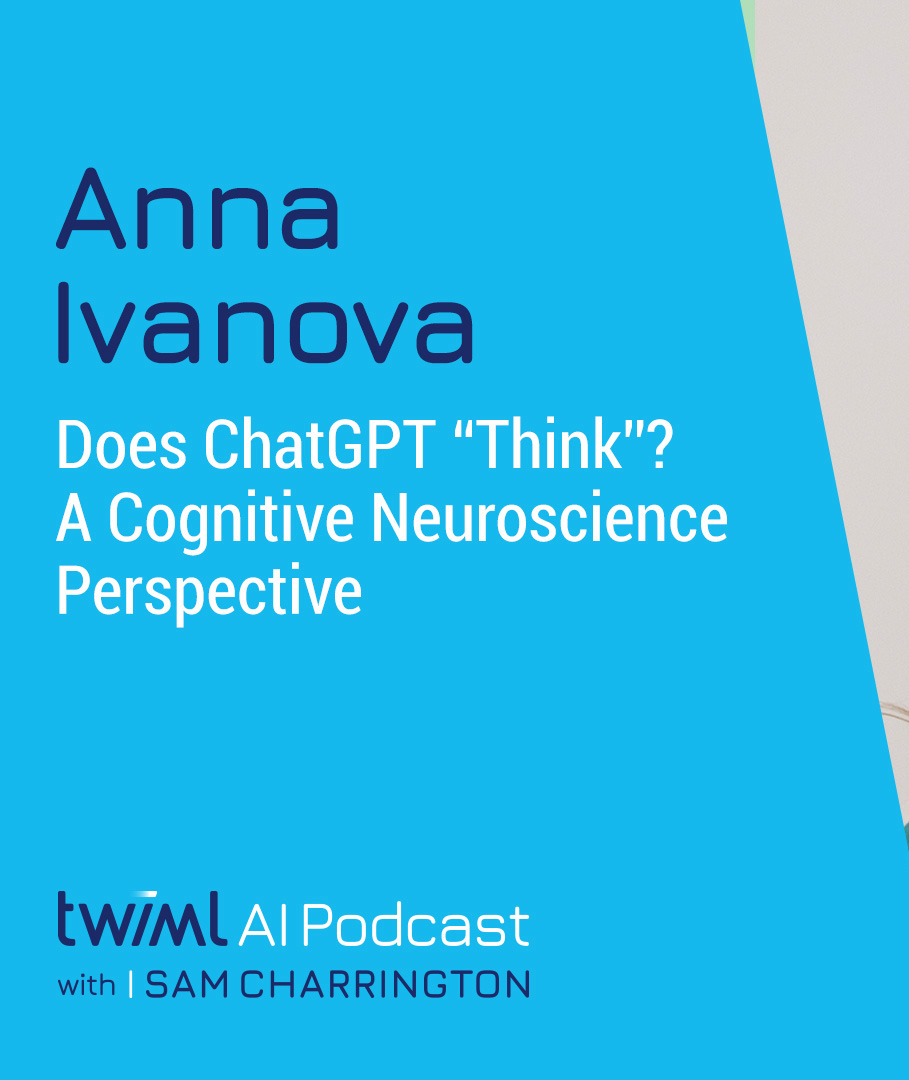 Anna
Ivanova
Does ChatGPT “Think”?
A Cognitive Neuroscience
Perspective
twiml AI Podcast
with | SAM CHARRINGTON